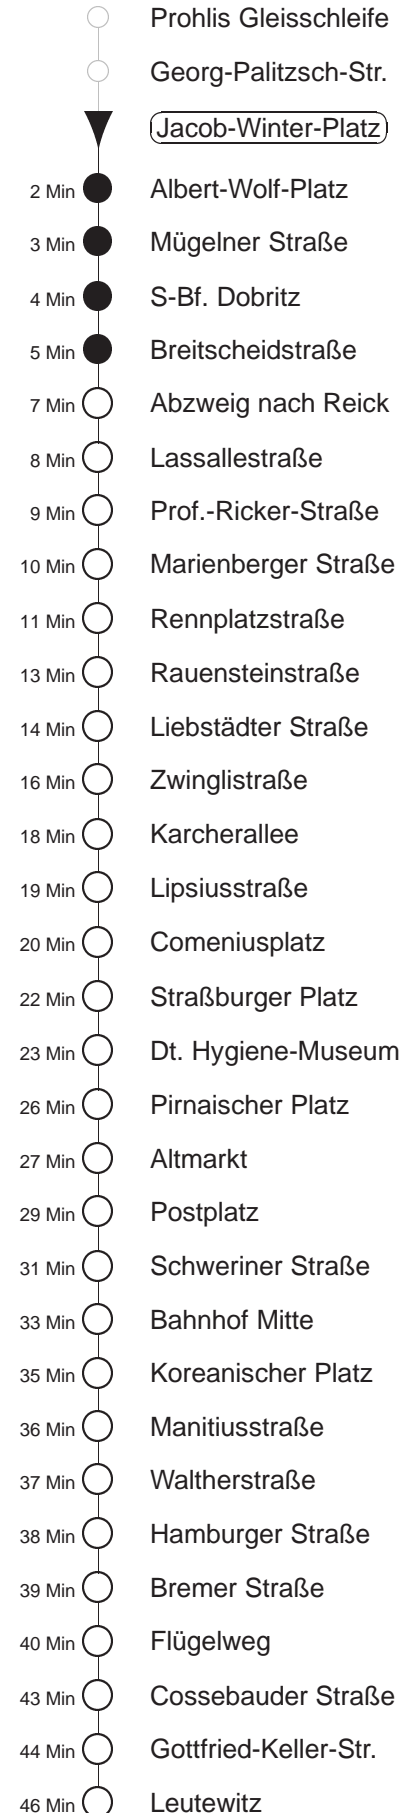 Prohlis Gleisschleife
Georg-Palitzsch-Str.
Jacob-Winter-Platz
2 Min Albert-Wolf-Platz
3 Min Mügelner Straße
4 Min S-Bf. Dobritz
5 Min Breitscheidstraße
7 Min Abzweig nach Reick
8 Min Lassallestraße
9 Min Prof.-Ricker-Straße
10 Min Marienberger Straße
11 Min Rennplatzstraße
13 Min Rauensteinstraße
14 Min Liebstädter Straße
16 Min Zwinglistraße
18 Min Karcherallee
19 Min Lipsiusstraße
20 Min Comeniusplatz
22 Min Straßburger Platz
23 Min Dt. Hygiene-Museum
26 Min Pirnaischer Platz
27 Min Altmarkt
29 Min Postplatz
31 Min Schweriner Straße
33 Min Bahnhof Mitte
35 Min Koreanischer Platz
36 Min Manitiusstraße
37 Min Waltherstraße
38 Min Hamburger Straße
39 Min Bremer Straße
40 Min Flügelweg
43 Min Cossebauder Straße
44 Min Gottfried-Keller-Str.
46 Min Leutewitz